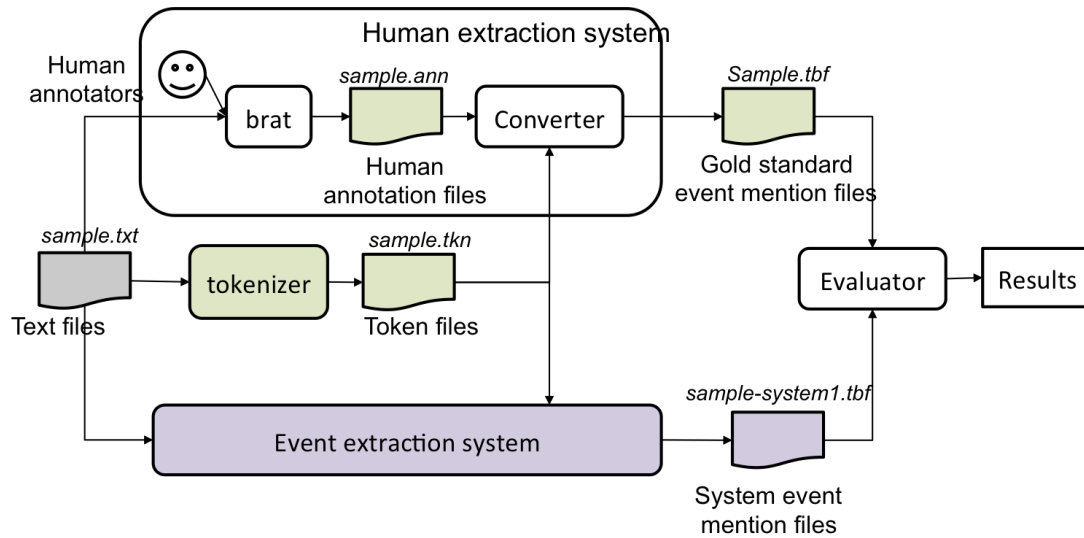 Human extraction system
Human
annotators
sample.ann
Sample.tbf
brat
Converter
Human
annotation files
Gold standard
event mention files
sample.txt
sample.tkn
tokenizer
Evaluator
Results
Text files
Token files
sample-system1.tbf
Event extraction system
System event
mention files